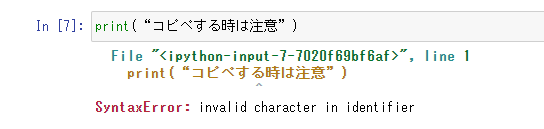 In [7]: print(“コピペする時は注意”)
File "<ipython-input-7-7020f69bf6af>", line 1
print(“コピペする時は注意”)
^
SyntaxError: invalid character in identifier